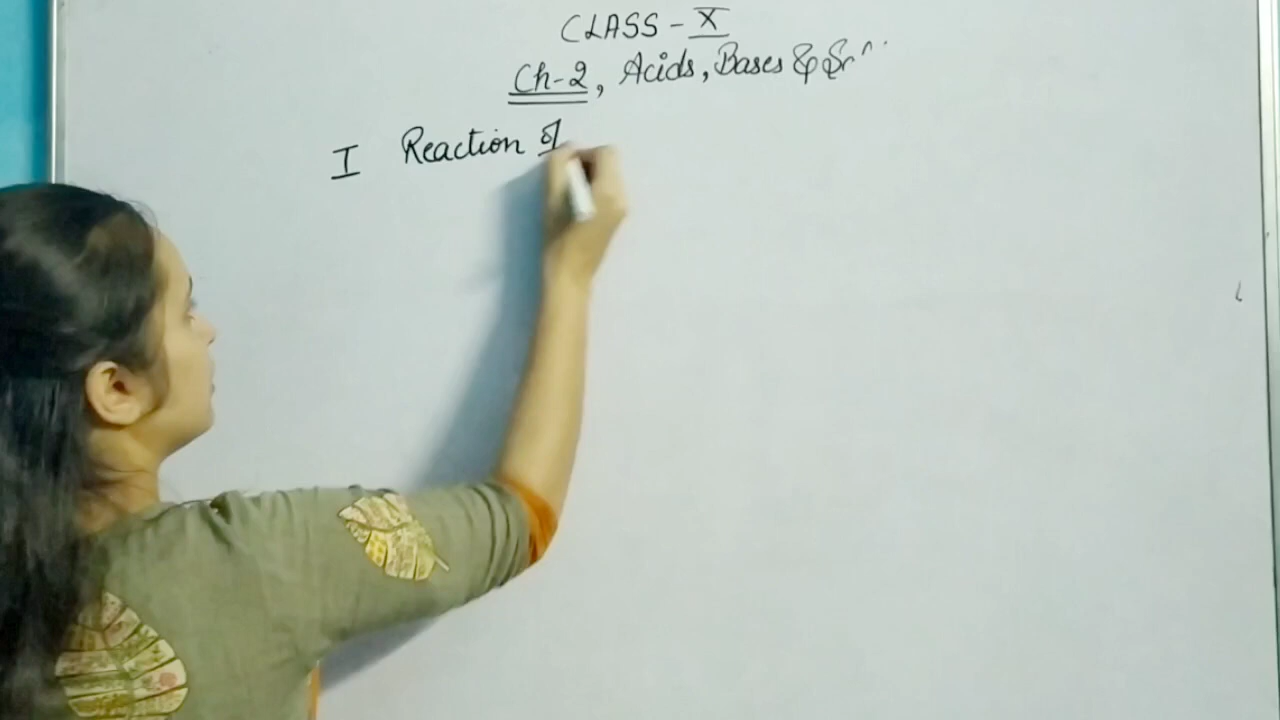 CLASS - X
Ch-2, Acids, Bases &
I Reaction of